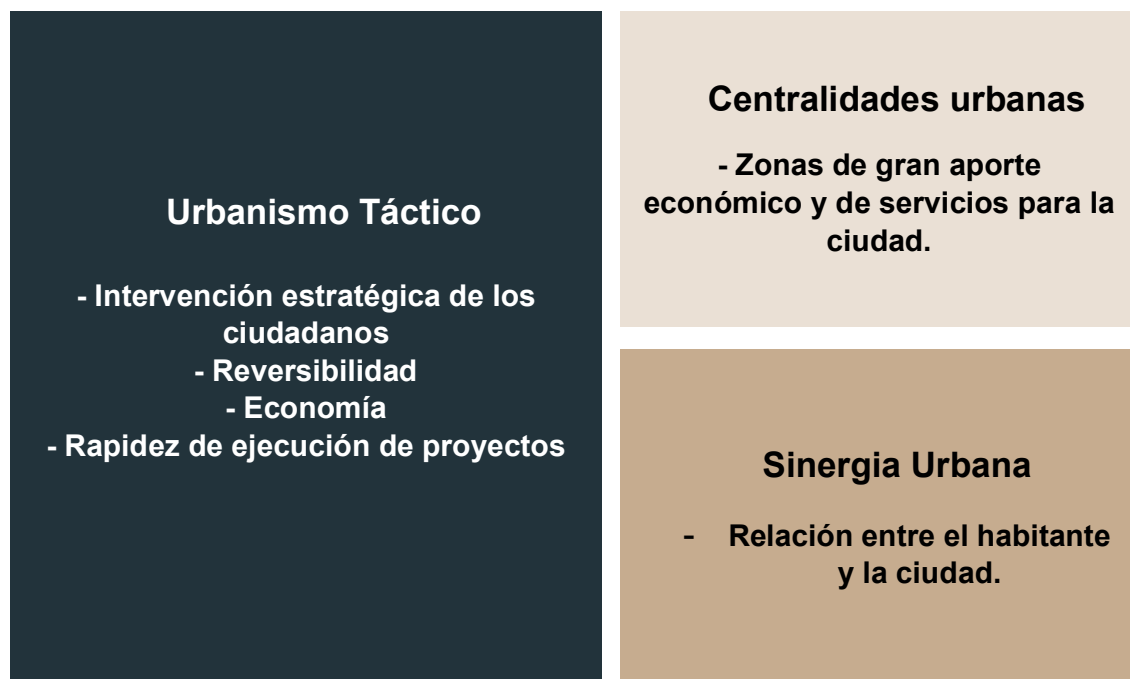 Urbanismo Táctico
- Intervención estratégica de los
ciudadanos
- Reversibilidad
- Economía
- Rapidez de ejecución de proyectos
Centralidades urbanas
- Zonas de gran aporte
económico y de servicios para la
ciudad.
Sinergia Urbana
- Relación entre el habitante
y la ciudad.